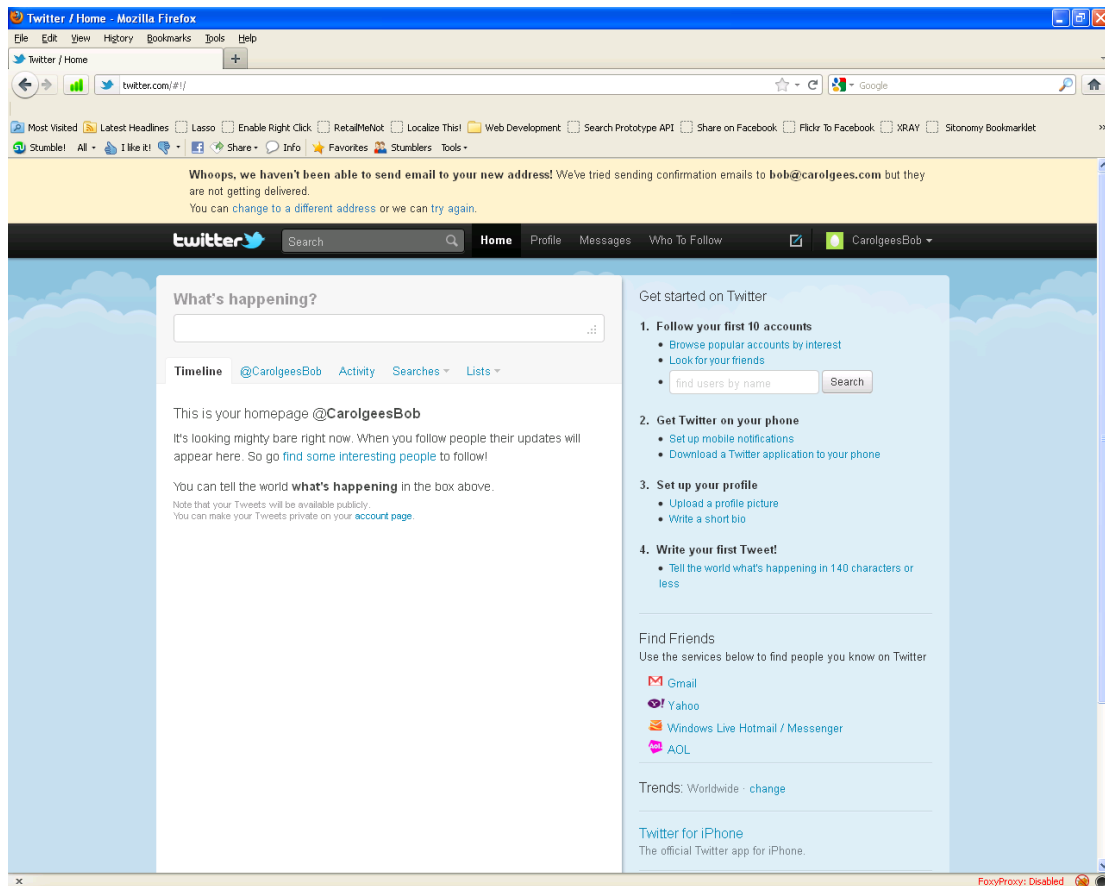 Twitter / Home - Mozilla Firefox
File Edit View History Bookmarks Tools Help
Twitter / Home +
twitter.com/#!/ Google
Most Visited Latest Headlines Lasso Enable Right Click RetailMeNot Localize This! Web Development Search Prototype API Share on Facebook Flickr To Facebook XRAY Sitonomy Bookmarklet »
Stumble! All I like it! Share Info Favorites Stumblers Tools
Whoops, we haven't been able to send email to your new address! We've tried sending confirmation emails to bob@carolgees.com but they
are not getting delivered.
You can change to a different address or we can try again.
twitter Search Home Profile Messages Who To Follow CarolgeesBob
What's happening?
Timeline @CarolgeesBob Activity Searches Lists
This is your homepage @CarolgeesBob
It's looking mighty bare right now. When you follow people their updates will
appear here. So go find some interesting people to follow!
You can tell the world what's happening in the box above.
Note that your Tweets will be available publicly.
You can make your Tweets private on your account page.
Get started on Twitter
1. Follow your first 10 accounts
• Browse popular accounts by interest
• Look for your friends
• find users by name Search
2. Get Twitter on your phone
• Set up mobile notifications
• Download a Twitter application to your phone
3. Set up your profile
• Upload a profile picture
• Write a short bio
4. Write your first Tweet!
• Tell the world what's happening in 140 characters or
less
Find Friends
Use the services below to find people you know on Twitter
Gmail
Y! Yahoo
Windows Live Hotmail / Messenger
AOL AOL
Trends: Worldwide · change
Twitter for iPhone
The official Twitter app for iPhone.
x FoxyProxy: Disabled